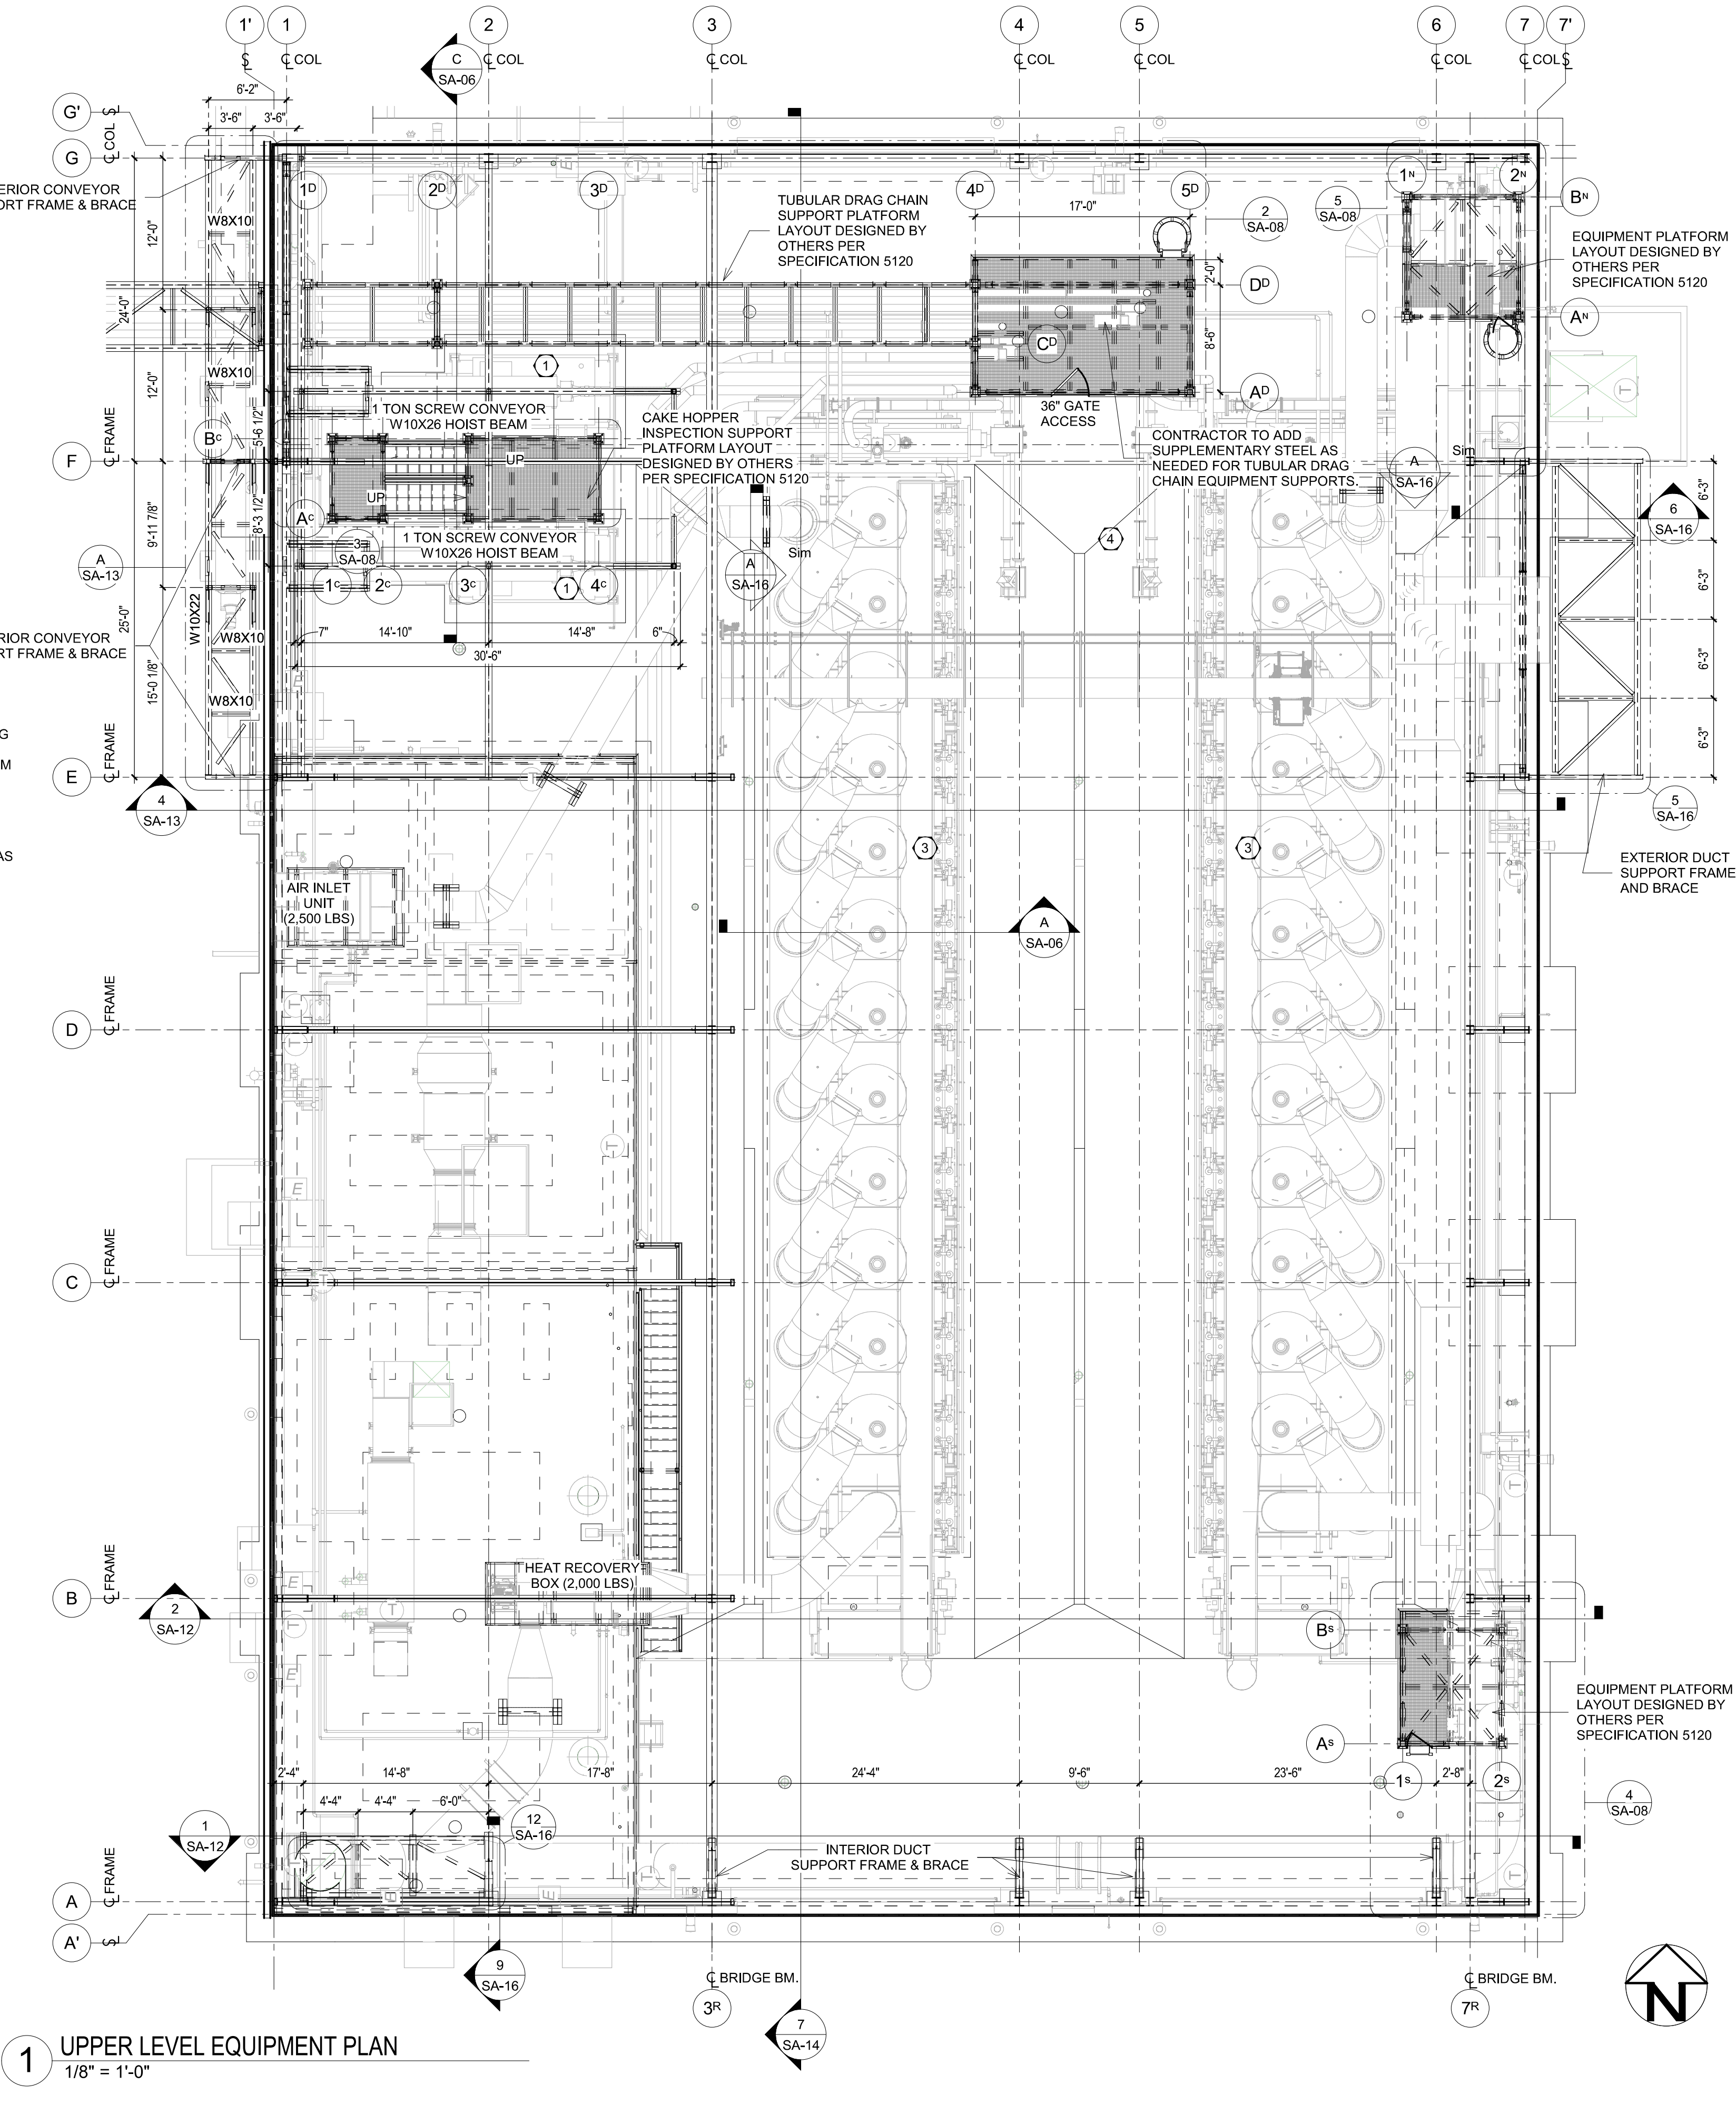 1'
1
2
3
4
5
6
7
7'
℄ COL
℄ COL
℄ COL
℄ COL
℄ COL
℄ COL
℄ COL
C
SA-06
6'-2"
3'-6"
3'-6"
G'
G
℄ COL
ERIOR CONVEYOR
ORT FRAME & BRACE
1D
2D
3D
4D
5D
1N
2N
BN
AN
TUBULAR DRAG CHAIN
SUPPORT PLATFORM
LAYOUT DESIGNED BY
OTHERS PER
SPECIFICATION 5120
17'-0"
2
SA-08
5
SA-08
EQUIPMENT PLATFORM
LAYOUT DESIGNED BY
OTHERS PER
SPECIFICATION 5120
W8X10
12'-0"
24'-0"
12'-0"
W8X10
2'-0"
8'-6"
DD
CD
AD
36" GATE
ACCESS
1
1 TON SCREW CONVEYOR
W10X26 HOIST BEAM
CAKE HOPPER
INSPECTION SUPPORT
PLATFORM LAYOUT
DESIGNED BY OTHERS
PER SPECIFICATION 5120
CONTRACTOR TO ADD
SUPPLEMENTARY STEEL AS
NEEDED FOR TUBULAR DRAG
CHAIN EQUIPMENT SUPPORTS.
BC
5'-6 1/2"
F
℄ FRAME
UP
UP
Sim
A
SA-16
6'-3"
6
SA-16
9'-11 7/8"
8'-3 1/2"
AC
1 TON SCREW CONVEYOR
W10X26 HOIST BEAM
3
SA-08
Sim
4
A
SA-13
A
SA-16
1C
2C
3C
4C
1
6'-3"
25'-0"
W10X22
7"
14'-10"
14'-8"
6"
30'-6"
RIOR CONVEYOR
RT FRAME & BRACE
W8X10
6'-3"
15'-0 1/8"
W8X10
E
6'-3"
G
M
E
℄ FRAME
4
SA-13
5
SA-16
AS
3
3
EXTERIOR DUCT
SUPPORT FRAME
AND BRACE
AIR INLET
UNIT
(2,500 LBS)
A
SA-06
D
℄ FRAME
E
C
℄ FRAME
HEAT RECOVERY
BOX (2,000 LBS)
E
B
℄ FRAME
2
SA-12
E
BS
EQUIPMENT PLATFORM
LAYOUT DESIGNED BY
OTHERS PER
SPECIFICATION 5120
AS
1S
2S
2'-4"
14'-8"
17'-8"
24'-4"
9'-6"
23'-6"
2'-8"
4'-4"
4'-4"
6'-0"
12
SA-16
4
SA-08
1
SA-12
INTERIOR DUCT
SUPPORT FRAME & BRACE
A
℄ FRAME
A'
9
SA-16
℄ BRIDGE BM.
3R
℄ BRIDGE BM.
7R
N
7
SA-14
1
UPPER LEVEL EQUIPMENT PLAN
1/8" = 1'-0"